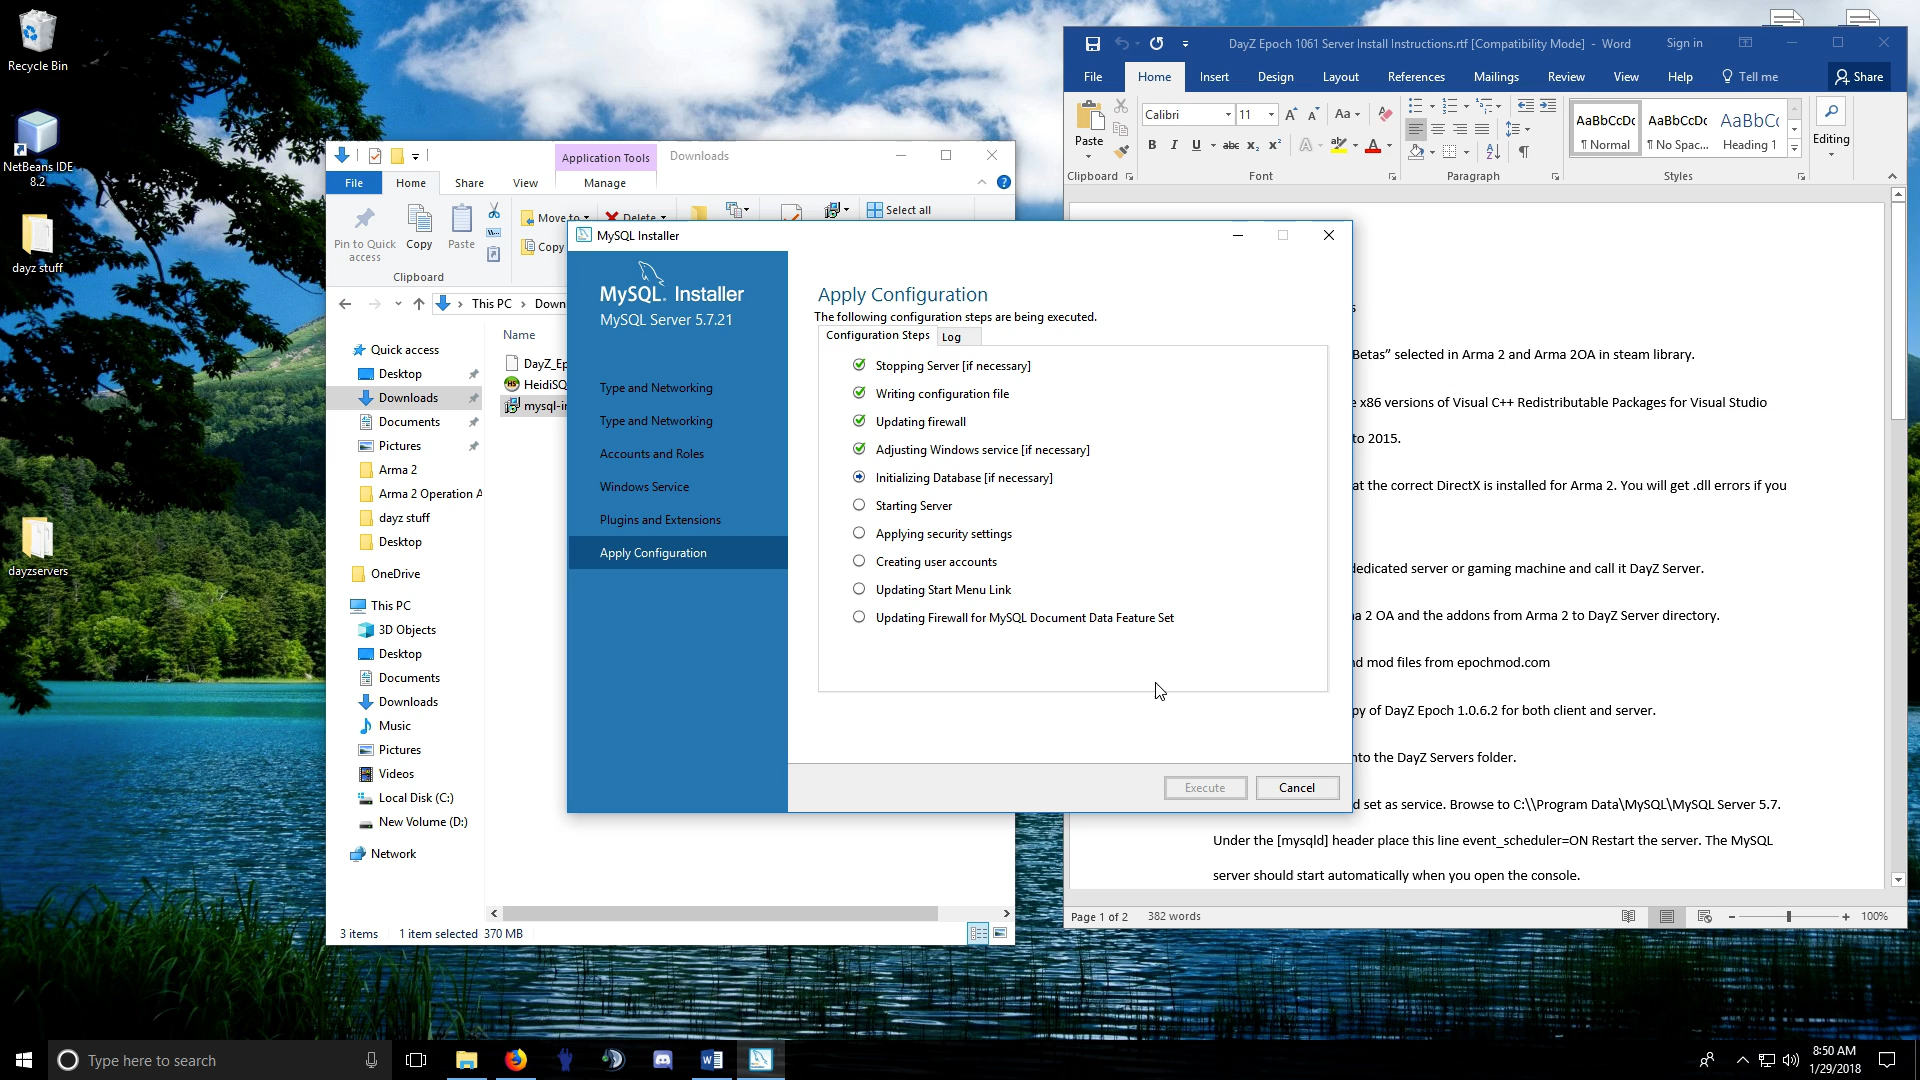 Recycle Bin
NetBeans IDE
8.2
dayz stuff
dayzservers
Application Tools
Downloads
File
Home
Share
View
Manage
Pin to Quick
access
Copy
Paste
Move to
Delete
Copy
Select all
Clipboard
This PC
Down
Name
Quick access
Desktop
Downloads
Documents
Pictures
Arma 2
Arma 2 Operation A
dayz stuff
Desktop
OneDrive
This PC
3D Objects
Desktop
Documents
Downloads
Music
Pictures
Videos
Local Disk (C:)
New Volume (D:)
Network
DayZ_Ep
HeidiSQ
mysql-in
3 items
1 item selected 370 MB
MySQL Installer
MySQL. Installer
MySQL Server 5.7.21
Type and Networking
Type and Networking
Accounts and Roles
Windows Service
Plugins and Extensions
Apply Configuration
Apply Configuration
The following configuration steps are being executed.
Configuration Steps
Log
Stopping Server [if necessary]
Writing configuration file
Updating firewall
Adjusting Windows service [if necessary]
Initializing Database [if necessary]
Starting Server
Applying security settings
Creating user accounts
Updating Start Menu Link
Updating Firewall for MySQL Document Data Feature Set
Execute
Cancel
DayZ Epoch 1061 Server Install Instructions.rtf [Compatibility Mode] - Word
Sign in
File
Home
Insert
Design
Layout
References
Mailings
Review
View
Help
Tell me
Share
Paste
Calibri
11
Clipboard
Font
Paragraph
AaBbCcDc
¶ Normal
AaBbCcDc
¶ No Spac...
AaBbC
Heading 1
Styles
Editing
s
Betas” selected in Arma 2 and Arma 2OA in steam library.
e x86 versions of Visual C++ Redistributable Packages for Visual Studio
to 2015.
at the correct DirectX is installed for Arma 2. You will get .dll errors if you
dedicated server or gaming machine and call it DayZ Server.
a 2 OA and the addons from Arma 2 to DayZ Server directory.
nd mod files from epochmod.com
py of DayZ Epoch 1.0.6.2 for both client and server.
nto the DayZ Servers folder.
d set as service. Browse to C:\\Program Data\MySQL\MySQL Server 5.7.
Under the [mysqld] header place this line event_scheduler=ON Restart the server. The MySQL
server should start automatically when you open the console.
Page 1 of 2
382 words
100%
Type here to search
8:50 AM
1/29/2018